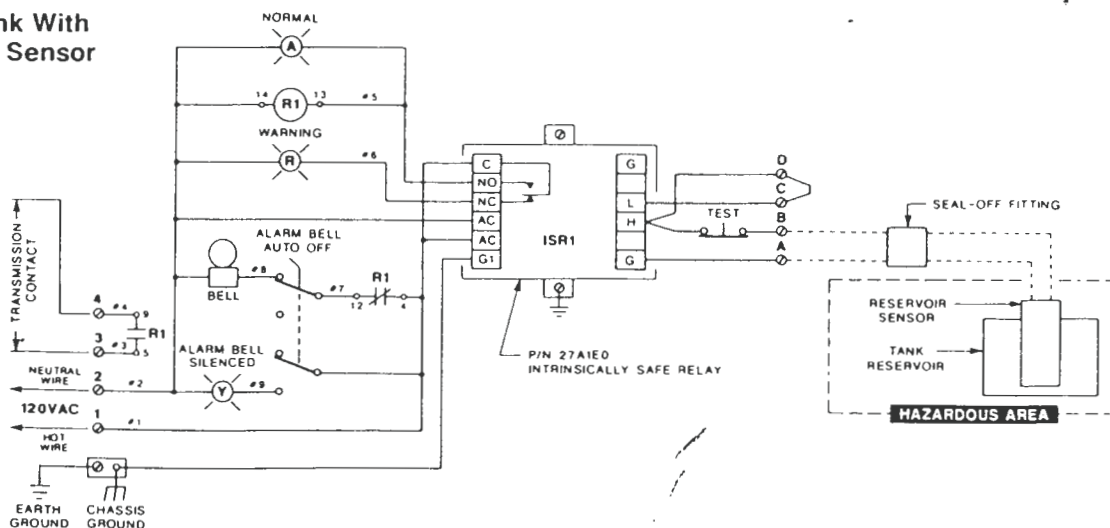 nk With
Sensor
NORMAL
A
14 R1 13 #5
WARNING
R #6
C
NO
NC
AC
AC
G1
ISR1
G
L
H
G
TEST
D
C
B
A
SEAL-OFF FITTING
RESERVOIR
SENSOR
TANK
RESERVOIR
HAZARDOUS AREA
P/N 27A1E0
INTRINSICALLY SAFE RELAY
ALARM BELL
AUTO OFF
BELL
#8
#7
R1
12 4
TRANSMISSION
CONTACT
4 #4 9
R1
3 #3 5
ALARM BELL
SILENCED
Y #9
NEUTRAL
WIRE
2 #2
120VAC
1 #1
HOT
WIRE
EARTH
GROUND
CHASSIS
GROUND